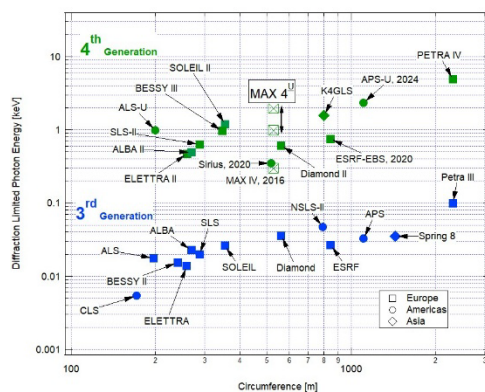 4th
Generation
SOLEIL II
BESSY III
ALS-U
SLS-II
ALBA II
ELETTRA II
MAX 4U
Sirius, 2020
MAX IV, 2016
K4GLS
APS-U, 2024
PETRA IV
Diamond II
ESRF-EBS, 2020
3rd
Generation
ALBA
SLS
ALS
BESSY II
CLS
ELETTRA
SOLEIL
Diamond
NSLS-II
ESRF
APS
Petra III
Spring 8
Europe
Americas
Asia
Diffraction Limited Photon Energy [keV]
10
1
0.1
0.01
0.001
100
2
3
4
5
6
7
8
9
1000
2
Circumference [m]